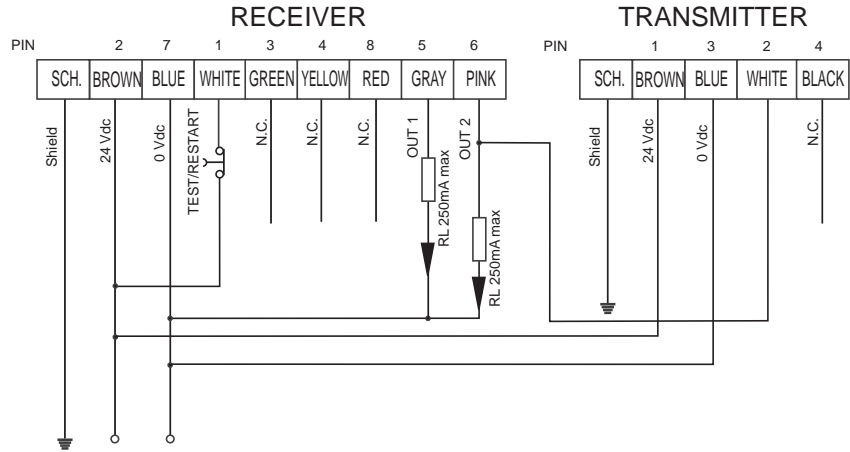 RECEIVER
TRANSMITTER
PIN 2 7 1 3 4 8 5 6
PIN 1 3 2 4
SCH. BROWN BLUE WHITE GREEN YELLOW RED GRAY PINK
SCH. BROWN BLUE WHITE BLACK
Shield
24 Vdc
0 Vdc
TEST/RESTART
N.C.
N.C.
N.C.
OUT 1
RL 250mA max
OUT 2
RL 250mA max
Shield
24 Vdc
0 Vdc
N.C.